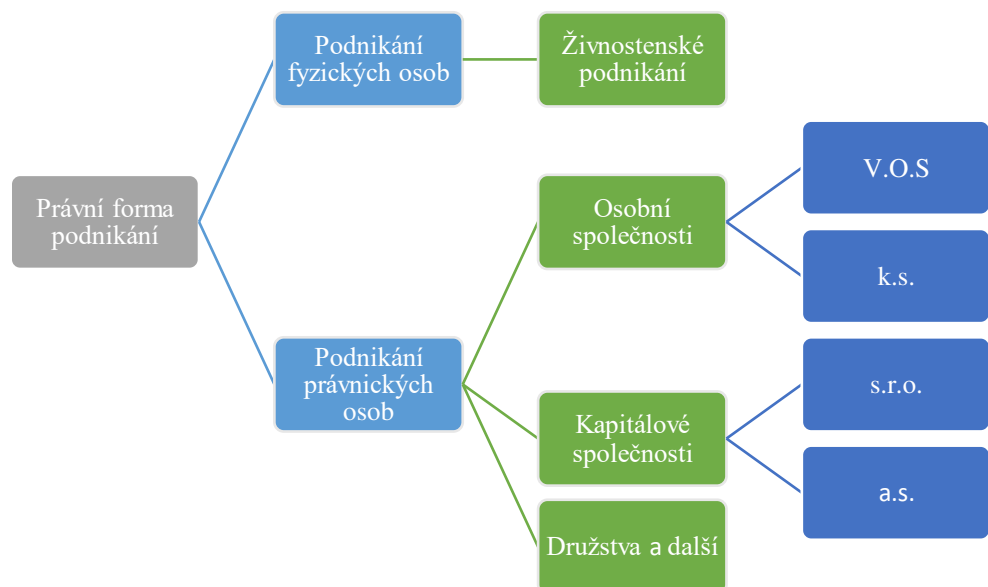 Právní forma
podnikání
Podnikání
fyzických osob
Živnostenské
podnikání
Podnikání
právnických
osob
Osobní
společnosti
V.O.S
k.s.
Kapitálové
společnosti
s.r.o.
a.s.
Družstva a další